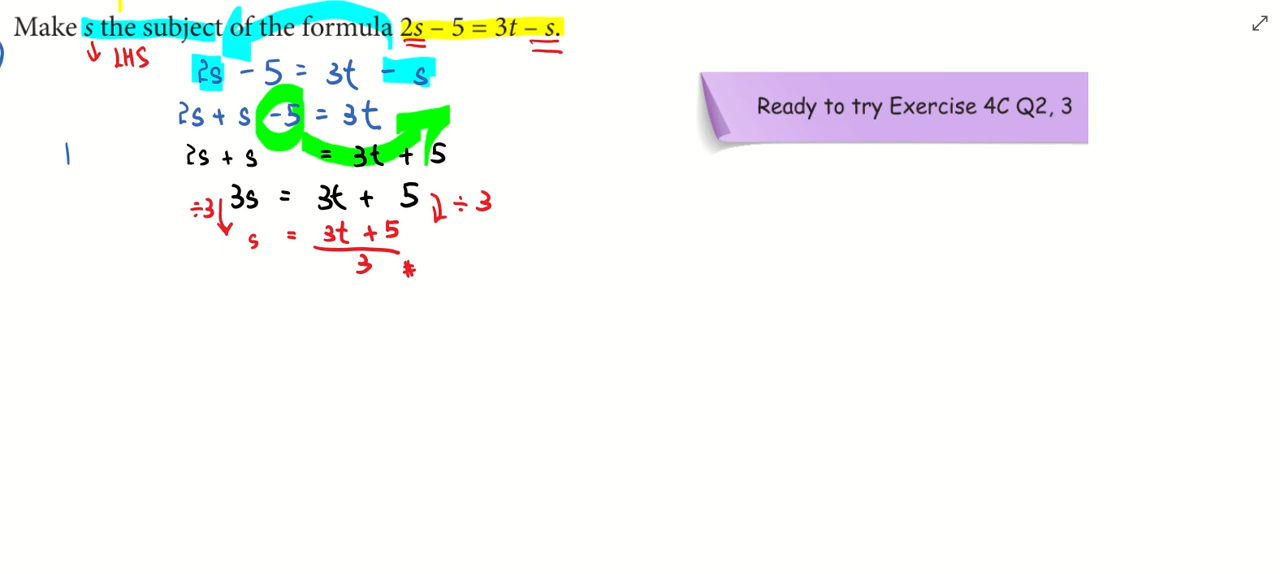 Make s the subject of the formula 2s – 5 = 3t – s.
↓ LHS
2s - 5 = 3t - s
2s + s -5 = 3t
2s + s = 3t + 5
÷3 3s = 3t + 5 ÷ 3
s = 3t + 5
3 *
Ready to try Exercise 4C Q2, 3